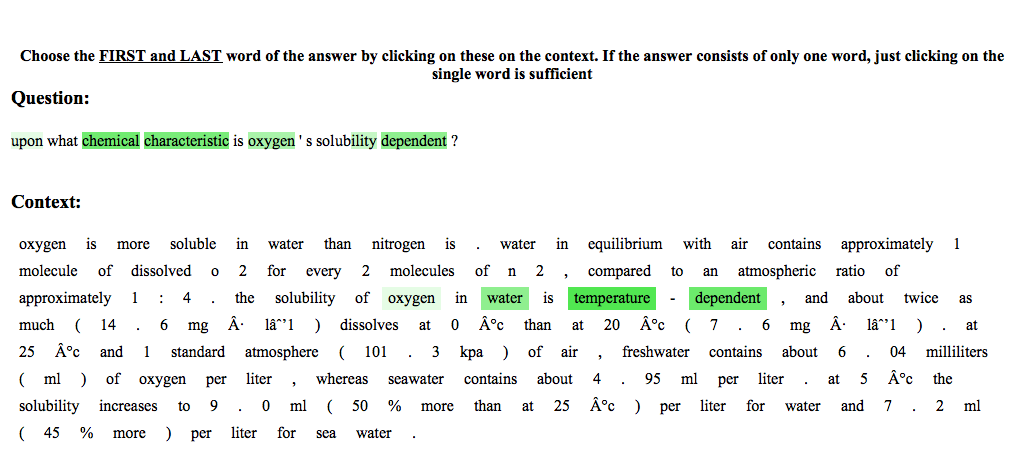 Choose the FIRST and LAST word of the answer by clicking on these on the context. If the answer consists of only one word, just clicking on the
single word is sufficient
Question:
upon what chemical characteristic is oxygen ' s solubility dependent ?
Context:
oxygen is more soluble in water than nitrogen is . water in equilibrium with air contains approximately 1
molecule of dissolved o 2 for every 2 molecules of n 2 , compared to an atmospheric ratio of
approximately 1 : 4 . the solubility of oxygen in water is temperature - dependent , and about twice as
much ( 14 . 6 mg Â· lâˆ’1 ) dissolves at 0 Â°c than at 20 Â°c ( 7 . 6 mg Â· lâˆ’1 ) . at
25 Â°c and 1 standard atmosphere ( 101 . 3 kpa ) of air , freshwater contains about 6 . 04 milliliters
( ml ) of oxygen per liter , whereas seawater contains about 4 . 95 ml per liter . at 5 Â°c the
solubility increases to 9 . 0 ml ( 50 % more than at 25 Â°c ) per liter for water and 7 . 2 ml
( 45 % more ) per liter for sea water .